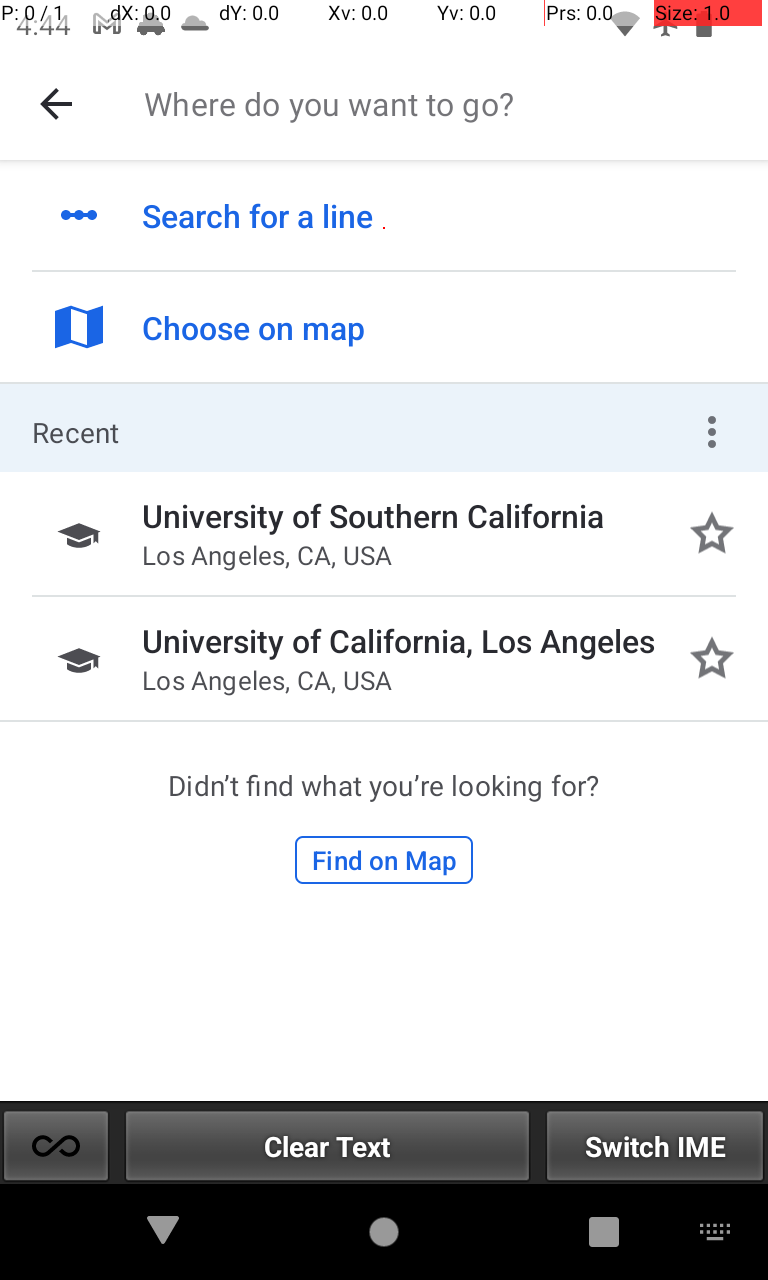 P: 0 / 1 dX: 0.0 dY: 0.0 Xv: 0.0 Yv: 0.0 Prs: 0.0 Size: 1.0
4:44
Where do you want to go?
Search for a line
Choose on map
Recent
University of Southern California
Los Angeles, CA, USA
University of California, Los Angeles
Los Angeles, CA, USA
Didn’t find what you’re looking for?
Find on Map
Clear Text
Switch IME